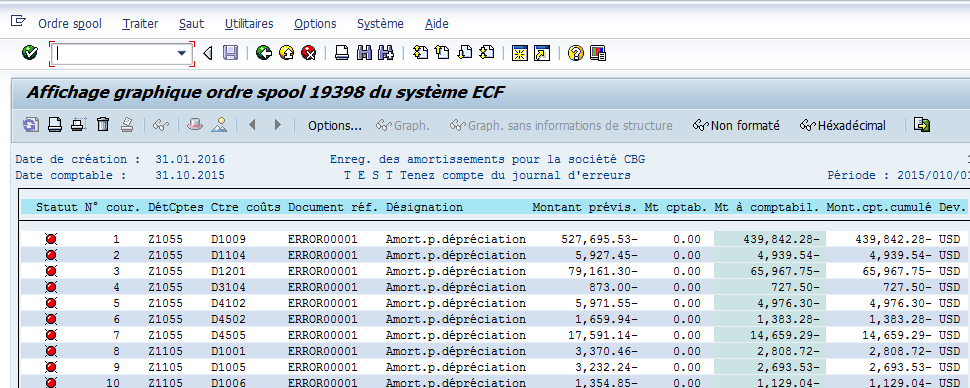 Ordre spool Traiter Saut Utilitaires Options Système Aide
Affichage graphique ordre spool 19398 du système ECF
Options... Graph. Graph. sans informations de structure Non formaté Héxadécimal
Date de création : 31.01.2016 Enreg. des amortissements pour la société CBG 1
Date comptable : 31.10.2015 T E S T Tenez compte du journal d'erreurs Période : 2015/010/01
Statut N° cour. DétCptes Ctre coûts Document réf. Désignation Montant prévis. Mt cptab. Mt à comptabil. Mont.cpt.cumulé Dev.
1 Z1055 D1009 ERROR00001 Amort.p.dépréciation 527,695.53- 0.00 439,842.28- 439,842.28- USD
2 Z1055 D1104 ERROR00001 Amort.p.dépréciation 5,927.45- 0.00 4,939.54- 4,939.54- USD
3 Z1055 D1201 ERROR00001 Amort.p.dépréciation 79,161.30- 0.00 65,967.75- 65,967.75- USD
4 Z1055 D3104 ERROR00001 Amort.p.dépréciation 873.00- 0.00 727.50- 727.50- USD
5 Z1055 D4102 ERROR00001 Amort.p.dépréciation 5,971.55- 0.00 4,976.30- 4,976.30- USD
6 Z1055 D4502 ERROR00001 Amort.p.dépréciation 1,659.94- 0.00 1,383.28- 1,383.28- USD
7 Z1055 D4505 ERROR00001 Amort.p.dépréciation 17,591.14- 0.00 14,659.29- 14,659.29- USD
8 Z1105 D1001 ERROR00001 Amort.p.dépréciation 3,370.46- 0.00 2,808.72- 2,808.72- USD
9 Z1105 D1005 ERROR00001 Amort.p.dépréciation 3,232.24- 0.00 2,693.53- 2,693.53- USD
10 Z1105 D1006 ERROR00001 Amort.p.dépréciation 1,354.85- 0.00 1,129.04- 1,129.04- USD